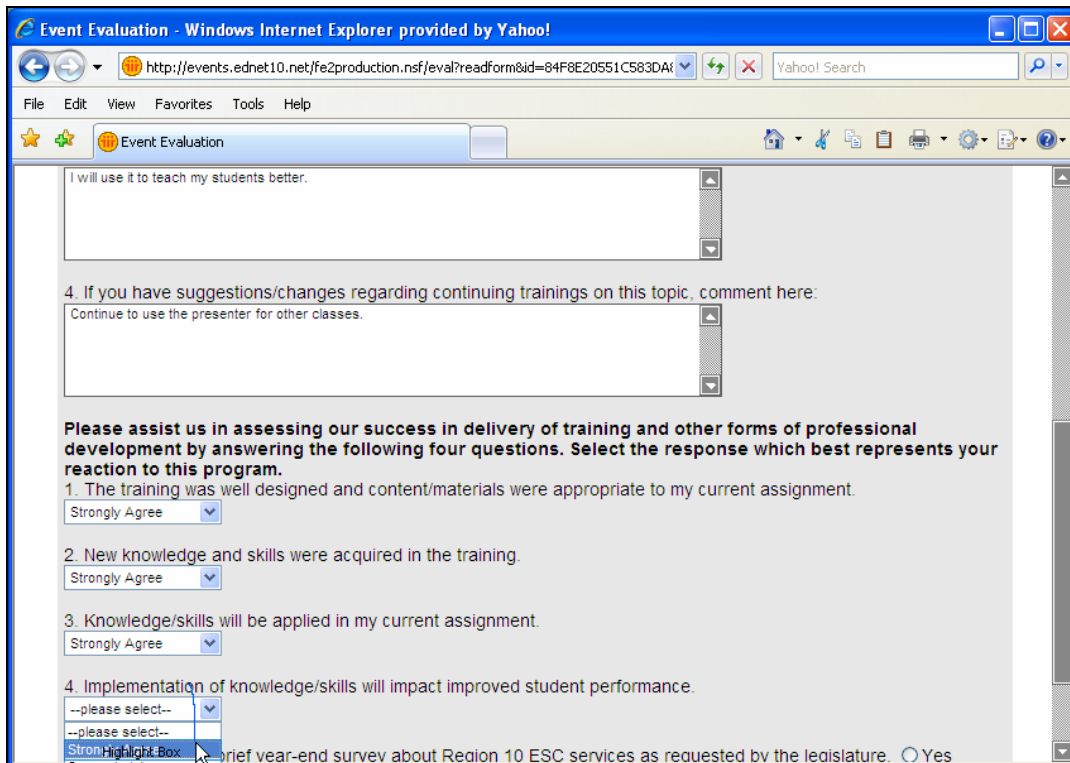 Event Evaluation - Windows Internet Explorer provided by Yahoo!
http://events.ednet10.net/fe2production.nsf/eval?readform&id=84F8E20551C583DA
Yahoo! Search
File Edit View Favorites Tools Help
Event Evaluation
I will use it to teach my students better.
4. If you have suggestions/changes regarding continuing trainings on this topic, comment here:
Continue to use the presenter for other classes.
Please assist us in assessing our success in delivery of training and other forms of professional
development by answering the following four questions. Select the response which best represents your
reaction to this program.
1. The training was well designed and content/materials were appropriate to my current assignment.
Strongly Agree
2. New knowledge and skills were acquired in the training.
Strongly Agree
3. Knowledge/skills will be applied in my current assignment.
Strongly Agree
4. Implementation of knowledge/skills will impact improved student performance.
--please select--
--please select--
Highlight Box
brief year-end survey about Region 10 ESC services as requested by the legislature. Yes